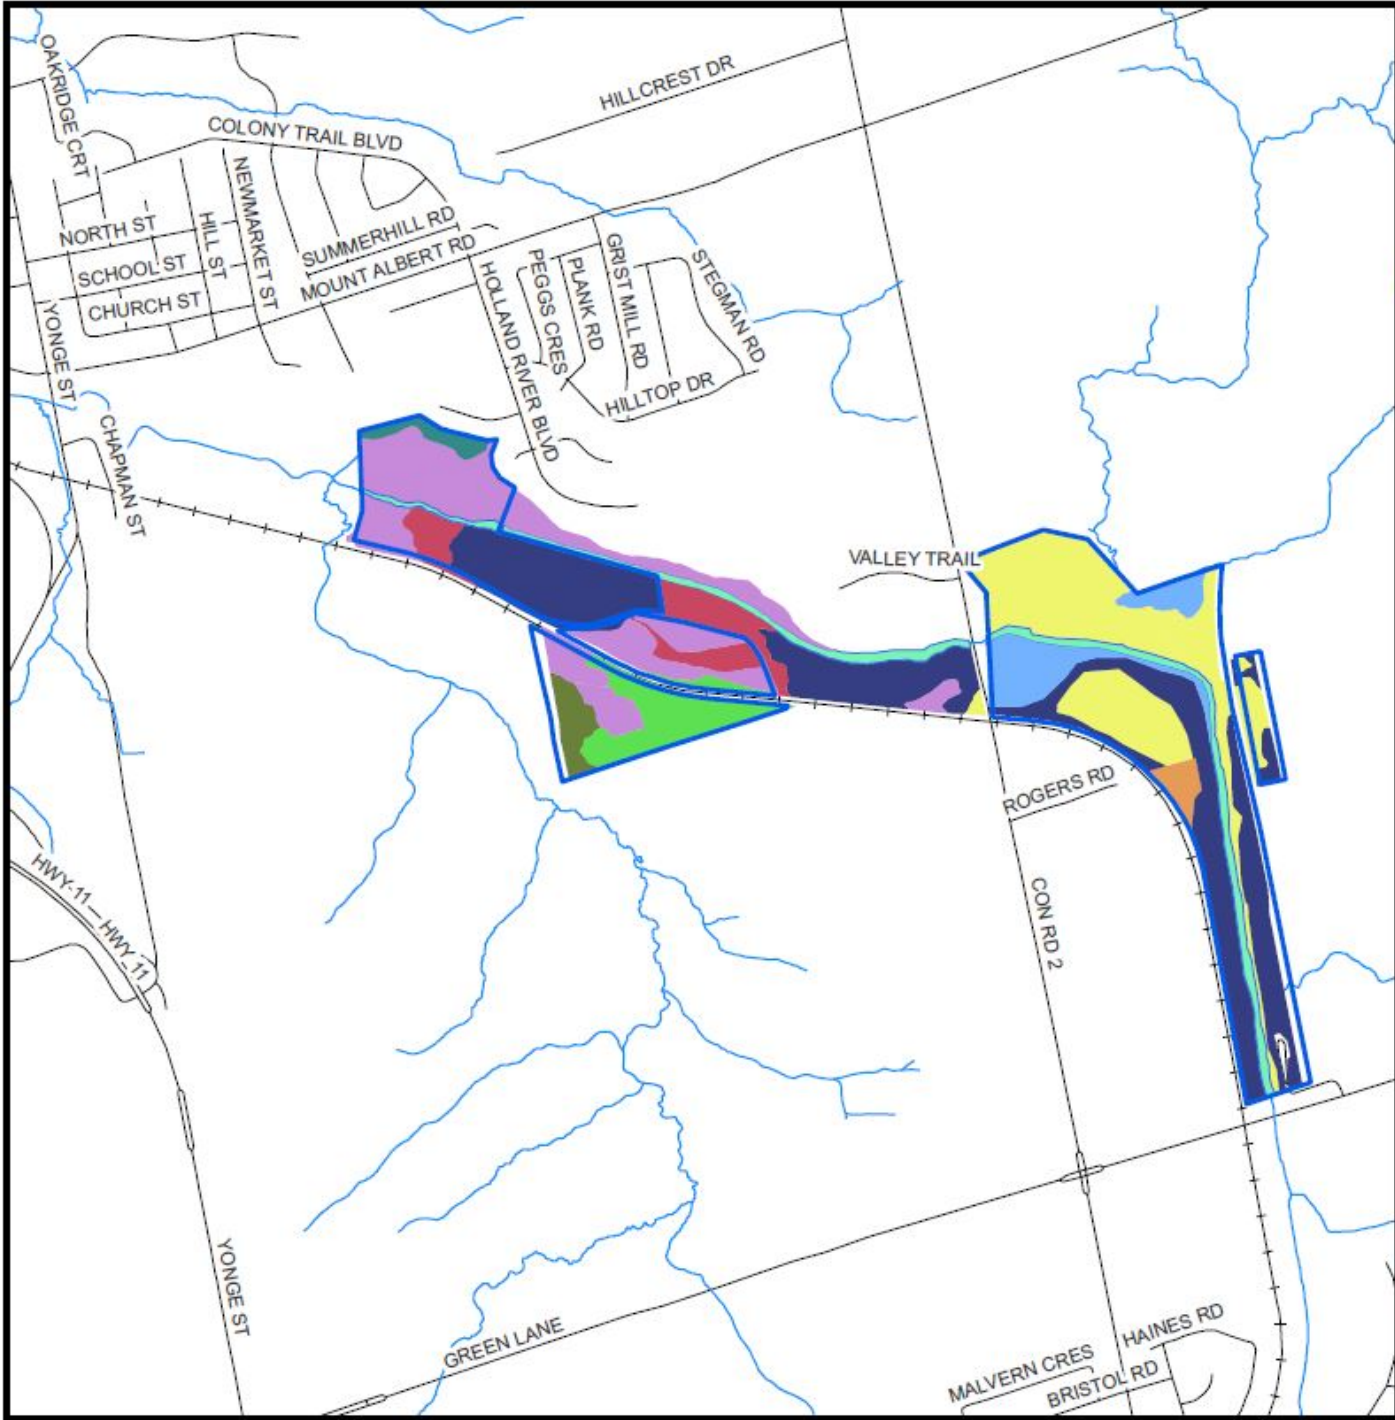 OAKRIDGE CRT
HILLCREST DR
COLONY TRAIL BLVD
NEWMARKET ST
NORTH ST
HILL ST
SUMMERHILL RD
SCHOOL ST
MOUNT ALBERT RD
CHURCH ST
HOLLAND RIVER BLVD
PEGGS CRES
PLANK RD
GRIST MILL RD
STEGMAN RD
YONGE ST
HILLTOP DR
CHAPMAN ST
VALLEY TRAIL
ROGERS RD
HWY-11
HWY 11
CON RD 2
YONGE ST
GREEN LANE
HAINES RD
MALVERN CRES
BRISTOL RD